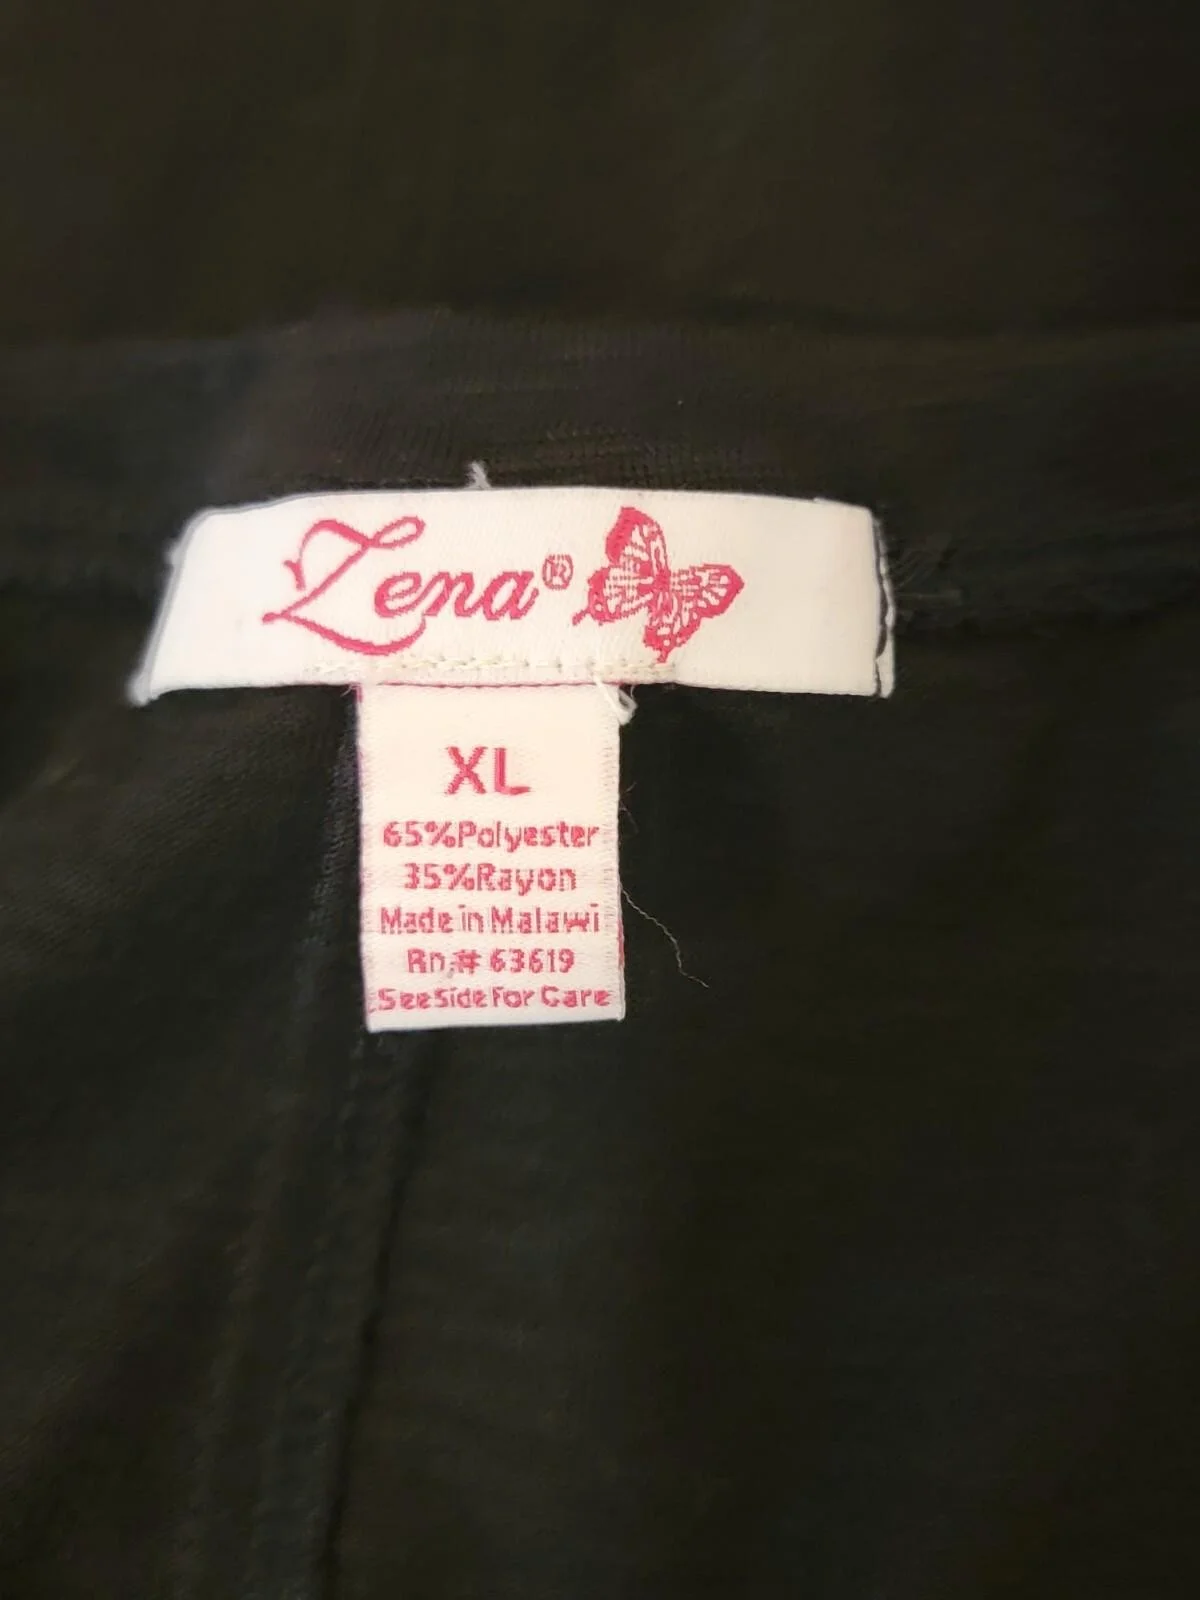 Zena®
XL
65%Polyester
35%Rayon
Made in Malawi
Rn,# 63619
See Side For Care